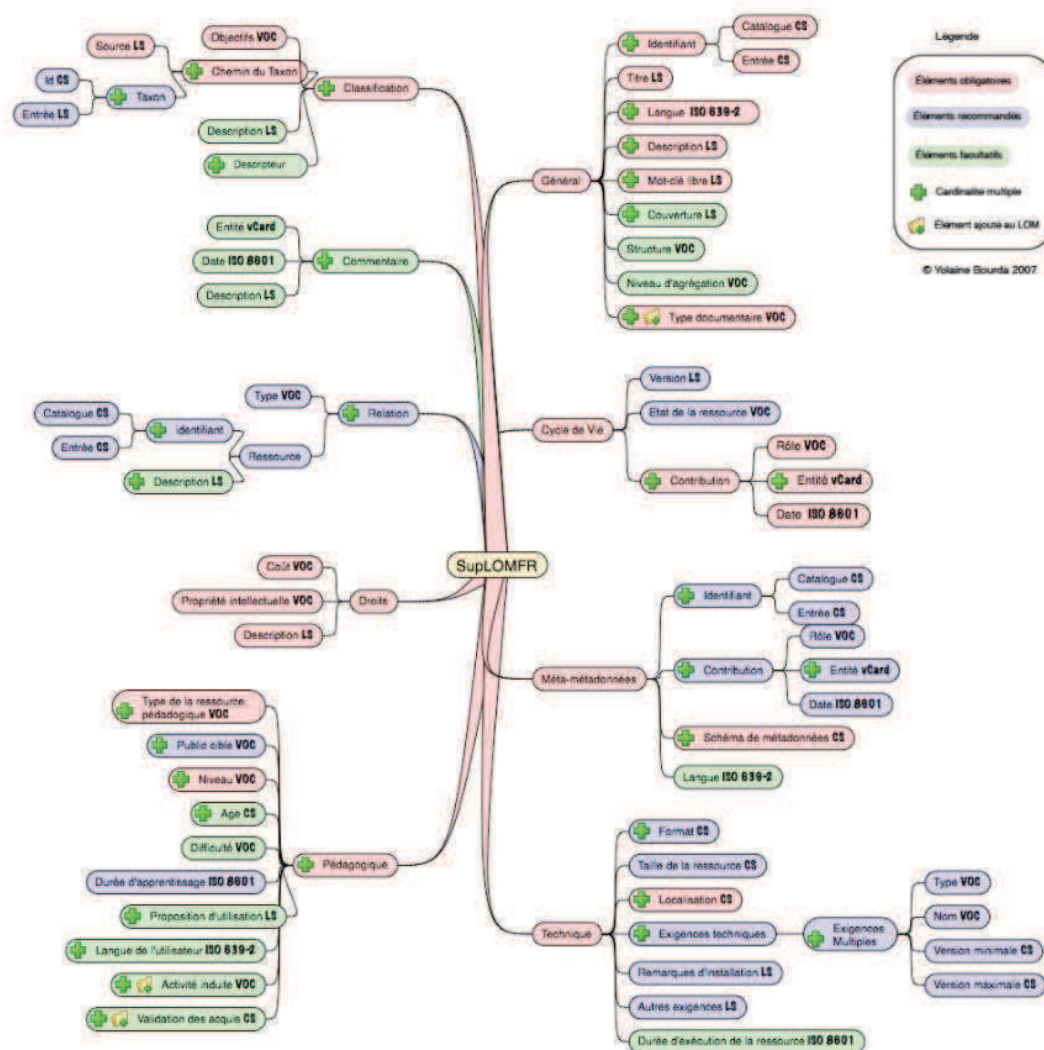 Objectifs VOC
Source LS
Chemin du Taxon
Id CS
Taxon
Entrée LS
Classification
Description LS
Descripteur
Entité vCard
Date ISO 8601
Commentaire
Description LS
Type VOC
Catalogue CS
Identifiant
Relation
Entrée CS
Ressource
Description LS
SupLOMFR
Coût VOC
Propriété intellectuelle VOC
Droits
Description LS
Type de la ressource
pédagogique VOC
Public cible VOC
Niveau VOC
Age CS
Difficulté VOC
Pédagogique
Durée d'apprentissage ISO 8601
Proposition d'utilisation LS
Langue de l'utilisateur ISO 639-2
Activité induite VOC
Validation des acquis CS
Général
Identifiant
Catalogue CS
Entrée CS
Titre LS
Langue ISO 639-2
Description LS
Mot-clé libre LS
Couverture LS
Structure VOC
Niveau d'agrégation VOC
Type documentaire VOC
Cycle de Vie
Version LS
Etat de la ressource VOC
Contribution
Rôle VOC
Entité vCard
Date ISO 8601
Méta-métadonnées
Identifiant
Catalogue CS
Entrée CS
Contribution
Rôle VOC
Entité vCard
Date ISO 8601
Schéma de métadonnées CS
Langue ISO 639-2
Technique
Format CS
Taille de la ressource CS
Localisation CS
Exigences techniques
Exigences
Multiples
Type VOC
Nom VOC
Version minimale CS
Version maximale CS
Remarques d'installation LS
Autres exigences LS
Durée d'exécution de la ressource ISO 8601
Légende
Éléments obligatoires
Éléments recommandés
Éléments facultatifs
Cardinalité multiple
Élément ajouté au LOM
© Yolaine Bourda 2007